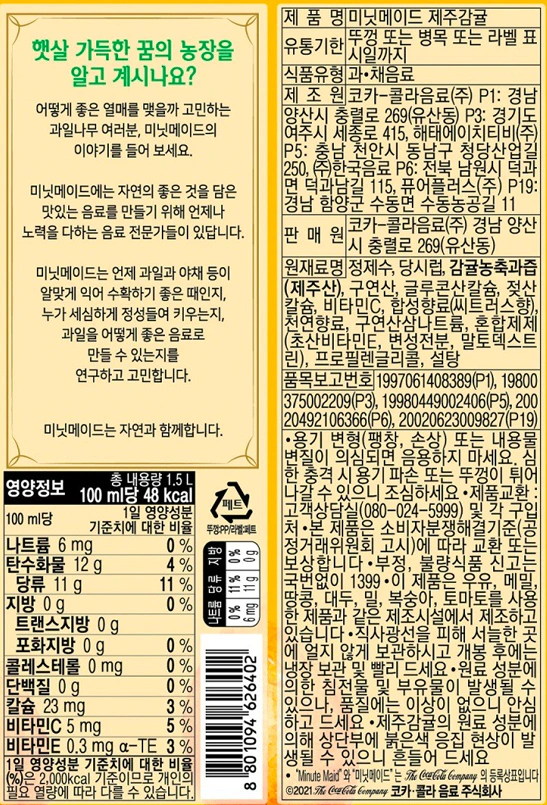 햇살 가득한 꿈의 농장을
알고 계시나요?
어떻게 좋은 열매를 맺을까 고민하는
과일나무 여러분, 미닛메이드의
이야기를 들어 보세요.
미닛메이드에는 자연의 좋은 것을 담은
맛있는 음료를 만들기 위해 언제나
노력을 다하는 음료 전문가들이 있답니다.
미닛메이드는 언제 과일과 야채 등이
알맞게 익어 수확하기 좋은 때인지,
누가 세심하게 정성들여 키우는지,
과일을 어떻게 좋은 음료로
만들 수 있는지를
연구하고 고민합니다.
미닛메이드는 자연과 함께합니다.
영양정보 총 내용량 1.5 L
100 ml당 48 kcal
100 ml당 1일 영양성분
기준치에 대한 비율
나트륨 6 mg 0 %
탄수화물 12 g 4 %
당류 11 g 11 %
지방 0 g 0 %
트랜스지방 0 g
포화지방 0 g 0 %
콜레스테롤 0 mg 0 %
단백질 0 g 0 %
칼슘 23 mg 3 %
비타민C 5 mg 5 %
비타민E 0.3 mg α-TE 3 %
1일 영양성분 기준치에 대한 비율
(%)은 2,000kcal 기준이므로 개인의
필요 열량에 따라 다를 수 있습니다.
페트
뚜껑:PP/라벨:페트
나트륨 0 % 6 mg
당류 11 % 11 g
지방 0 % 0 g
8 801094 626402
제 품 명 미닛메이드 제주감귤
유통기한 뚜껑 또는 병목 또는 라벨 표
시일까지
식품유형 과•채음료
제 조 원 코카-콜라음료(주) P1: 경남
양산시 충렬로 269(유산동) P3: 경기도
여주시 세종로 415, 해태에이치티비(주)
P5: 충남 천안시 동남구 청당산업길
250, ㈜한국음료 P6: 전북 남원시 덕과
면 덕과남길 115, 퓨어플러스(주) P19:
경남 함양군 수동면 수동농공길 11
판 매 원 코카-콜라음료(주) 경남 양산
시 충렬로 269(유산동)
원재료명 정제수, 당시럽, 감귤농축과즙
(제주산), 구연산, 글루콘산칼슘, 젖산
칼슘, 비타민C, 합성향료(씨트러스향),
천연향료, 구연산삼나트륨, 혼합제제
(초산비타민E, 변성전분, 말토덱스트
린), 프로필렌글리콜, 설탕
품목보고번호 1997061408389(P1), 19800
375002209(P3), 19980449002406(P5), 200
20492106366(P6), 20020623009827(P19)
•용기 변형(팽창, 손상) 또는 내용물
변질이 의심되면 음용하지 마세요. 심
한 충격 시 용기 파손 또는 뚜껑이 튀어
나갈 수 있으니 조심하세요 •제품교환 :
고객상담실(080-024-5999) 및 각 구입
처 •본 제품은 소비자분쟁해결기준(공
정거래위원회 고시)에 따라 교환 또는
보상합니다 •부정, 불량식품 신고는
국번없이 1399 •이 제품은 우유, 메밀,
땅콩, 대두, 밀, 복숭아, 토마토를 사용
한 제품과 같은 제조시설에서 제조하고
있습니다 •직사광선을 피해 서늘한 곳
에 얼지 않게 보관하시고 개봉 후에는
냉장 보관 및 빨리 드세요 •원료 성분에
의한 침전물 및 부유물이 발생될 수
있으나, 품질에는 이상이 없으니 안심
하고 드세요 •제주감귤의 원료 성분에
의해 상단부에 붉은색 응집 현상이 발
생될 수 있으니 흔들어 드세요
• "Minute Maid"와 "미닛메이드"는 The Coca-Cola Company 의 등록상표입니다
©2021 The Coca-Cola Company 코카·콜라 음료 주식회사